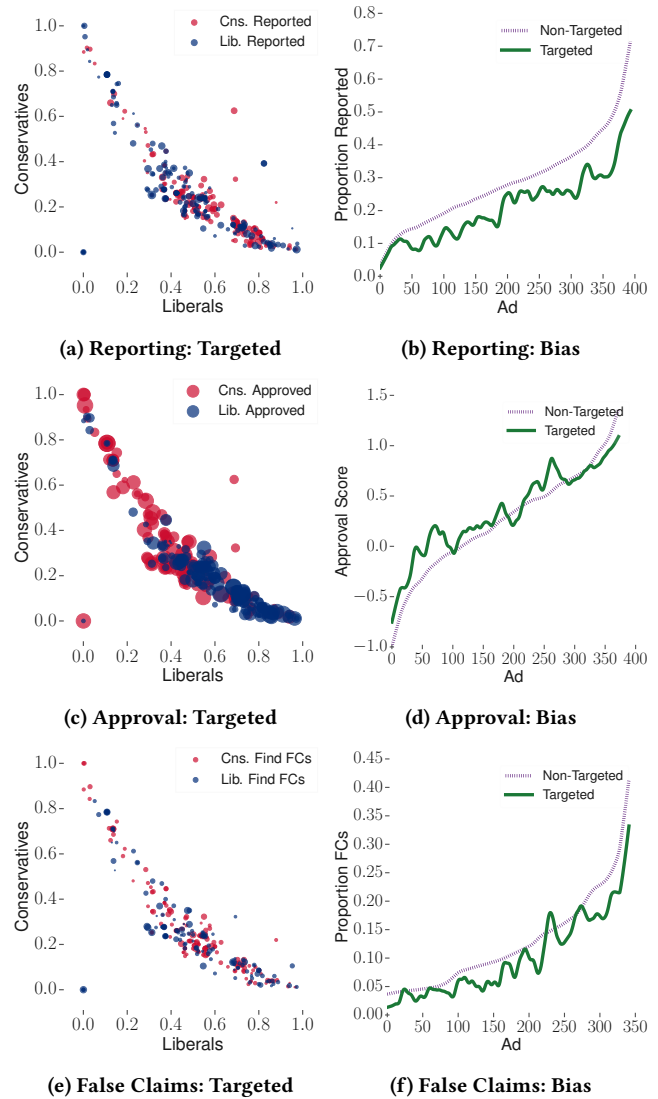 Cns. Reported
Lib. Reported
Conservatives
1.0
0.8
0.6
0.4
0.2
0.0
0.0 0.2 0.4 0.6 0.8 1.0
Liberals
(a) Reporting: Targeted
Non-Targeted
Targeted
Proportion Reported
0.8
0.7
0.6
0.5
0.4
0.3
0.2
0.1
0.0
0 50 100 150 200 250 300 350 400
Ad
(b) Reporting: Bias
Cns. Approved
Lib. Approved
Conservatives
1.0
0.8
0.6
0.4
0.2
0.0
0.0 0.2 0.4 0.6 0.8 1.0
Liberals
(c) Approval: Targeted
Non-Targeted
Targeted
Approval Score
1.5
1.0
0.5
0.0
−0.5
−1.0
0 50 100 150 200 250 300 350 400
Ad
(d) Approval: Bias
Cns. Find FCs
Lib. Find FCs
Conservatives
1.0
0.8
0.6
0.4
0.2
0.0
0.0 0.2 0.4 0.6 0.8 1.0
Liberals
(e) False Claims: Targeted
Non-Targeted
Targeted
Proportion FCs
0.45
0.40
0.35
0.30
0.25
0.20
0.15
0.10
0.05
0.00
0 50 100 150 200 250 300 350
Ad
(f) False Claims: Bias